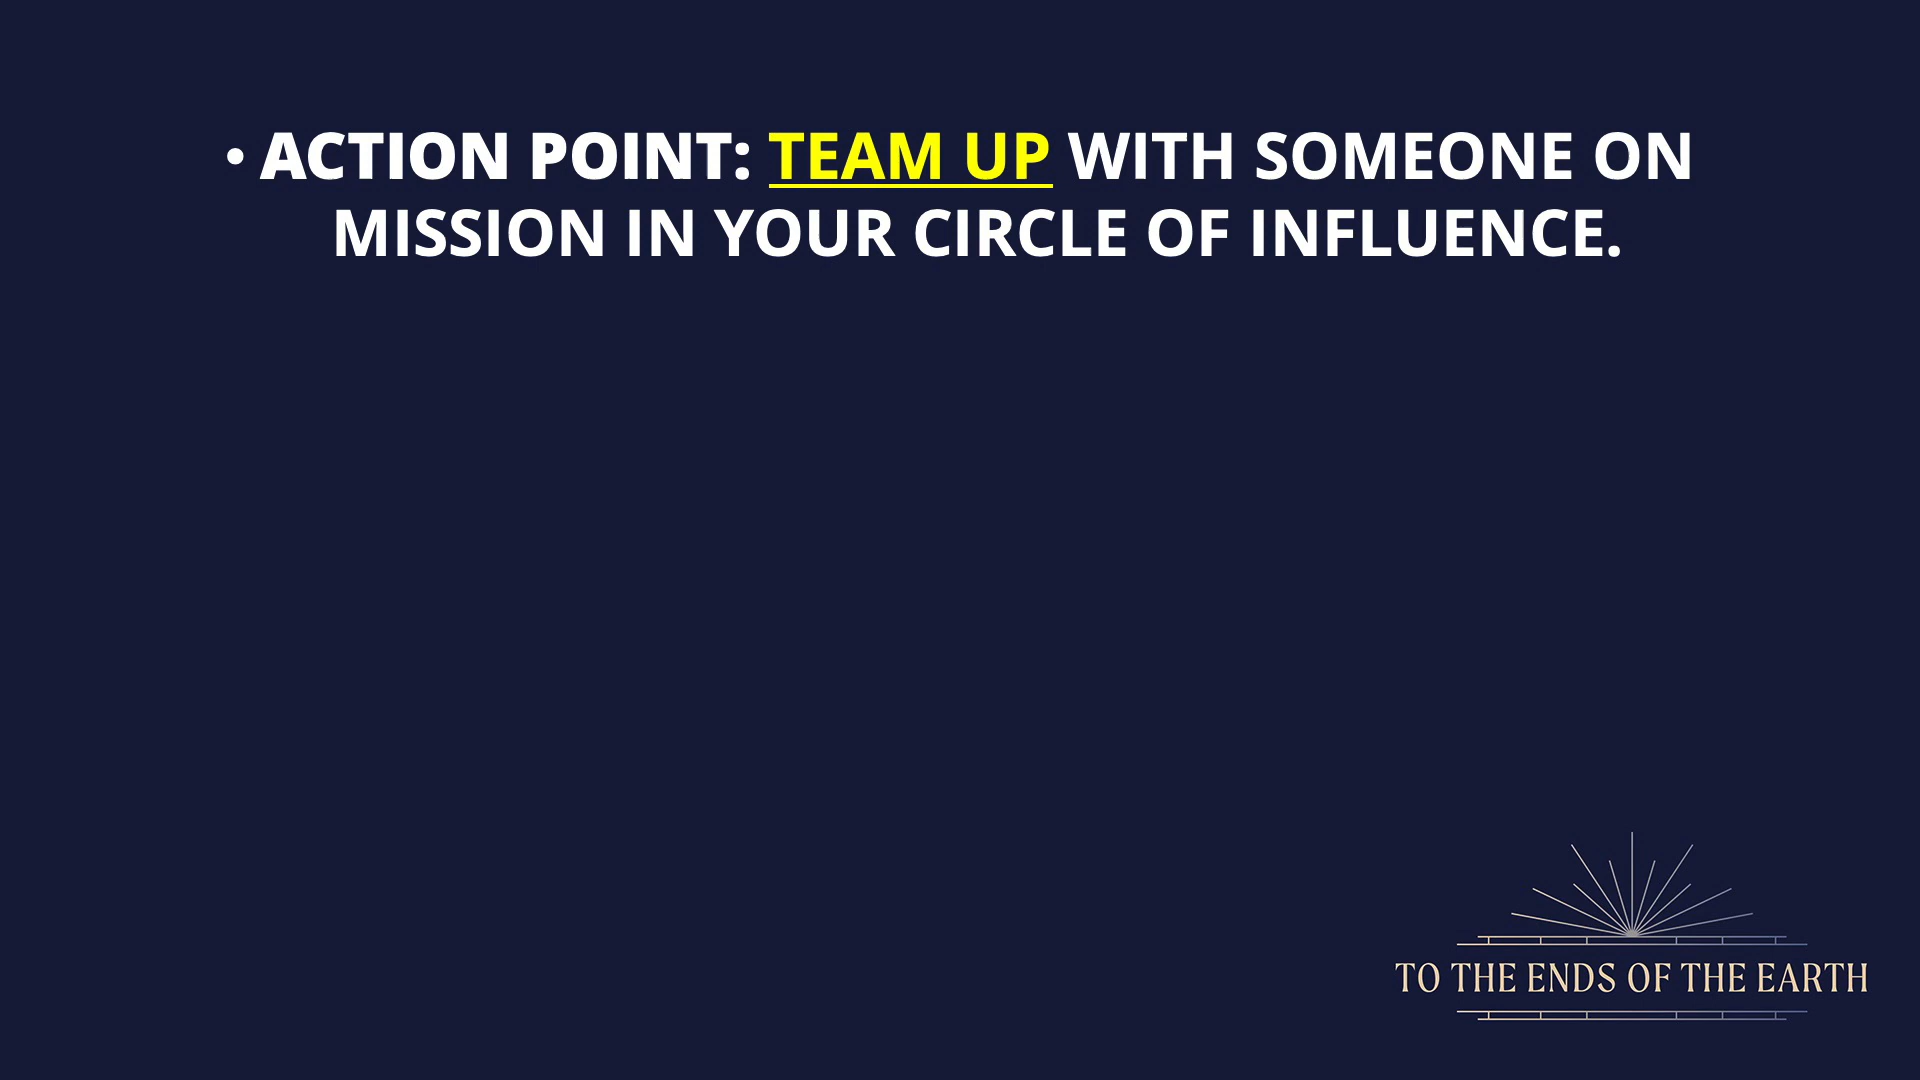 • ACTION POINT: TEAM UP WITH SOMEONE ON
MISSION IN YOUR CIRCLE OF INFLUENCE.
TO THE ENDS OF THE EARTH